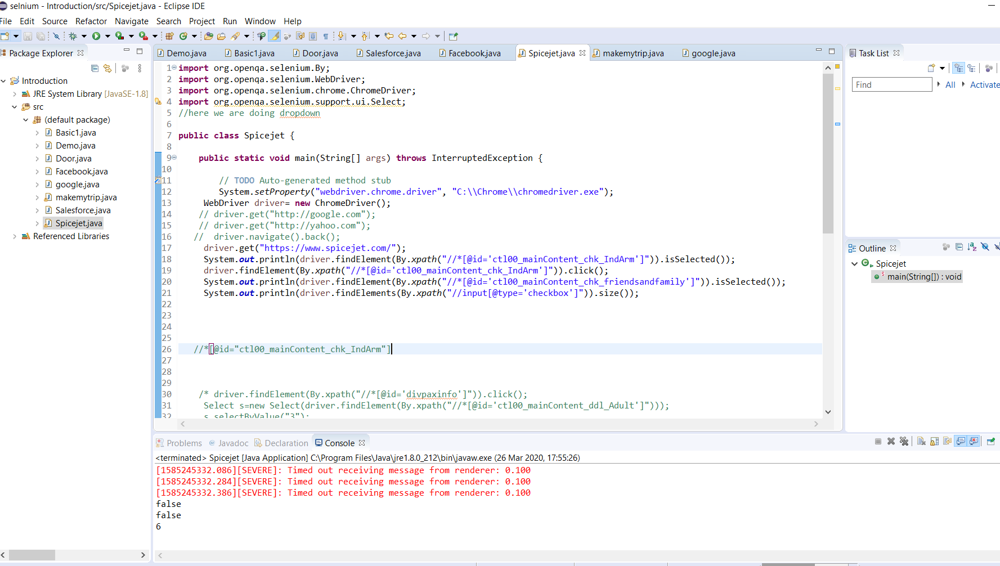 selnium - Introduction/src/Spicejet.java - Eclipse IDE
File Edit Source Refactor Navigate Search Project Run Window Help
Package Explorer
Introduction
JRE System Library [JavaSE-1.8]
src
(default package)
Basic1.java
Demo.java
Door.java
Facebook.java
google.java
makemytrip.java
Salesforce.java
Spicejet.java
Referenced Libraries
Demo.java Basic1.java Door.java Salesforce.java Facebook.java Spicejet.java makemytrip.java google.java
1 import org.openqa.selenium.By;
2 import org.openqa.selenium.WebDriver;
3 import org.openqa.selenium.chrome.ChromeDriver;
4 import org.openqa.selenium.support.ui.Select;
5 //here we are doing dropdown
6
7 public class Spicejet {
8
9 public static void main(String[] args) throws InterruptedException {
10
11 // TODO Auto-generated method stub
12 System.setProperty("webdriver.chrome.driver", "C:\\Chrome\\chromedriver.exe");
13 WebDriver driver= new ChromeDriver();
14 // driver.get("http://google.com");
15 // driver.get("http://yahoo.com");
16 // driver.navigate().back();
17 driver.get("https://www.spicejet.com/");
18 System.out.println(driver.findElement(By.xpath("//*[@id='ctl00_mainContent_chk_IndArm']")).isSelected());
19 driver.findElement(By.xpath("//*[@id='ctl00_mainContent_chk_IndArm']")).click();
20 System.out.println(driver.findElement(By.xpath("//*[@id='ctl00_mainContent_chk_friendsandfamily']")).isSelected());
21 System.out.println(driver.findElements(By.xpath("//input[@type='checkbox']")).size());
22
23
24
25
26 //*[@id="ctl00_mainContent_chk_IndArm"]
27
28
29
30 /* driver.findElement(By.xpath("//*[@id='divpaxinfo']")).click();
31 Select s=new Select(driver.findElement(By.xpath("//*[@id='ctl00_mainContent_ddl_Adult']")));
32 s.selectByValue("3");
Task List
Find All Activate
Outline
Spicejet
main(String[]) : void
Problems Javadoc Declaration Console
<terminated> Spicejet [Java Application] C:\Program Files\Java\jre1.8.0_212\bin\javaw.exe (26 Mar 2020, 17:55:26)
[1585245332.086][SEVERE]: Timed out receiving message from renderer: 0.100
[1585245332.284][SEVERE]: Timed out receiving message from renderer: 0.100
[1585245332.386][SEVERE]: Timed out receiving message from renderer: 0.100
false
false
6